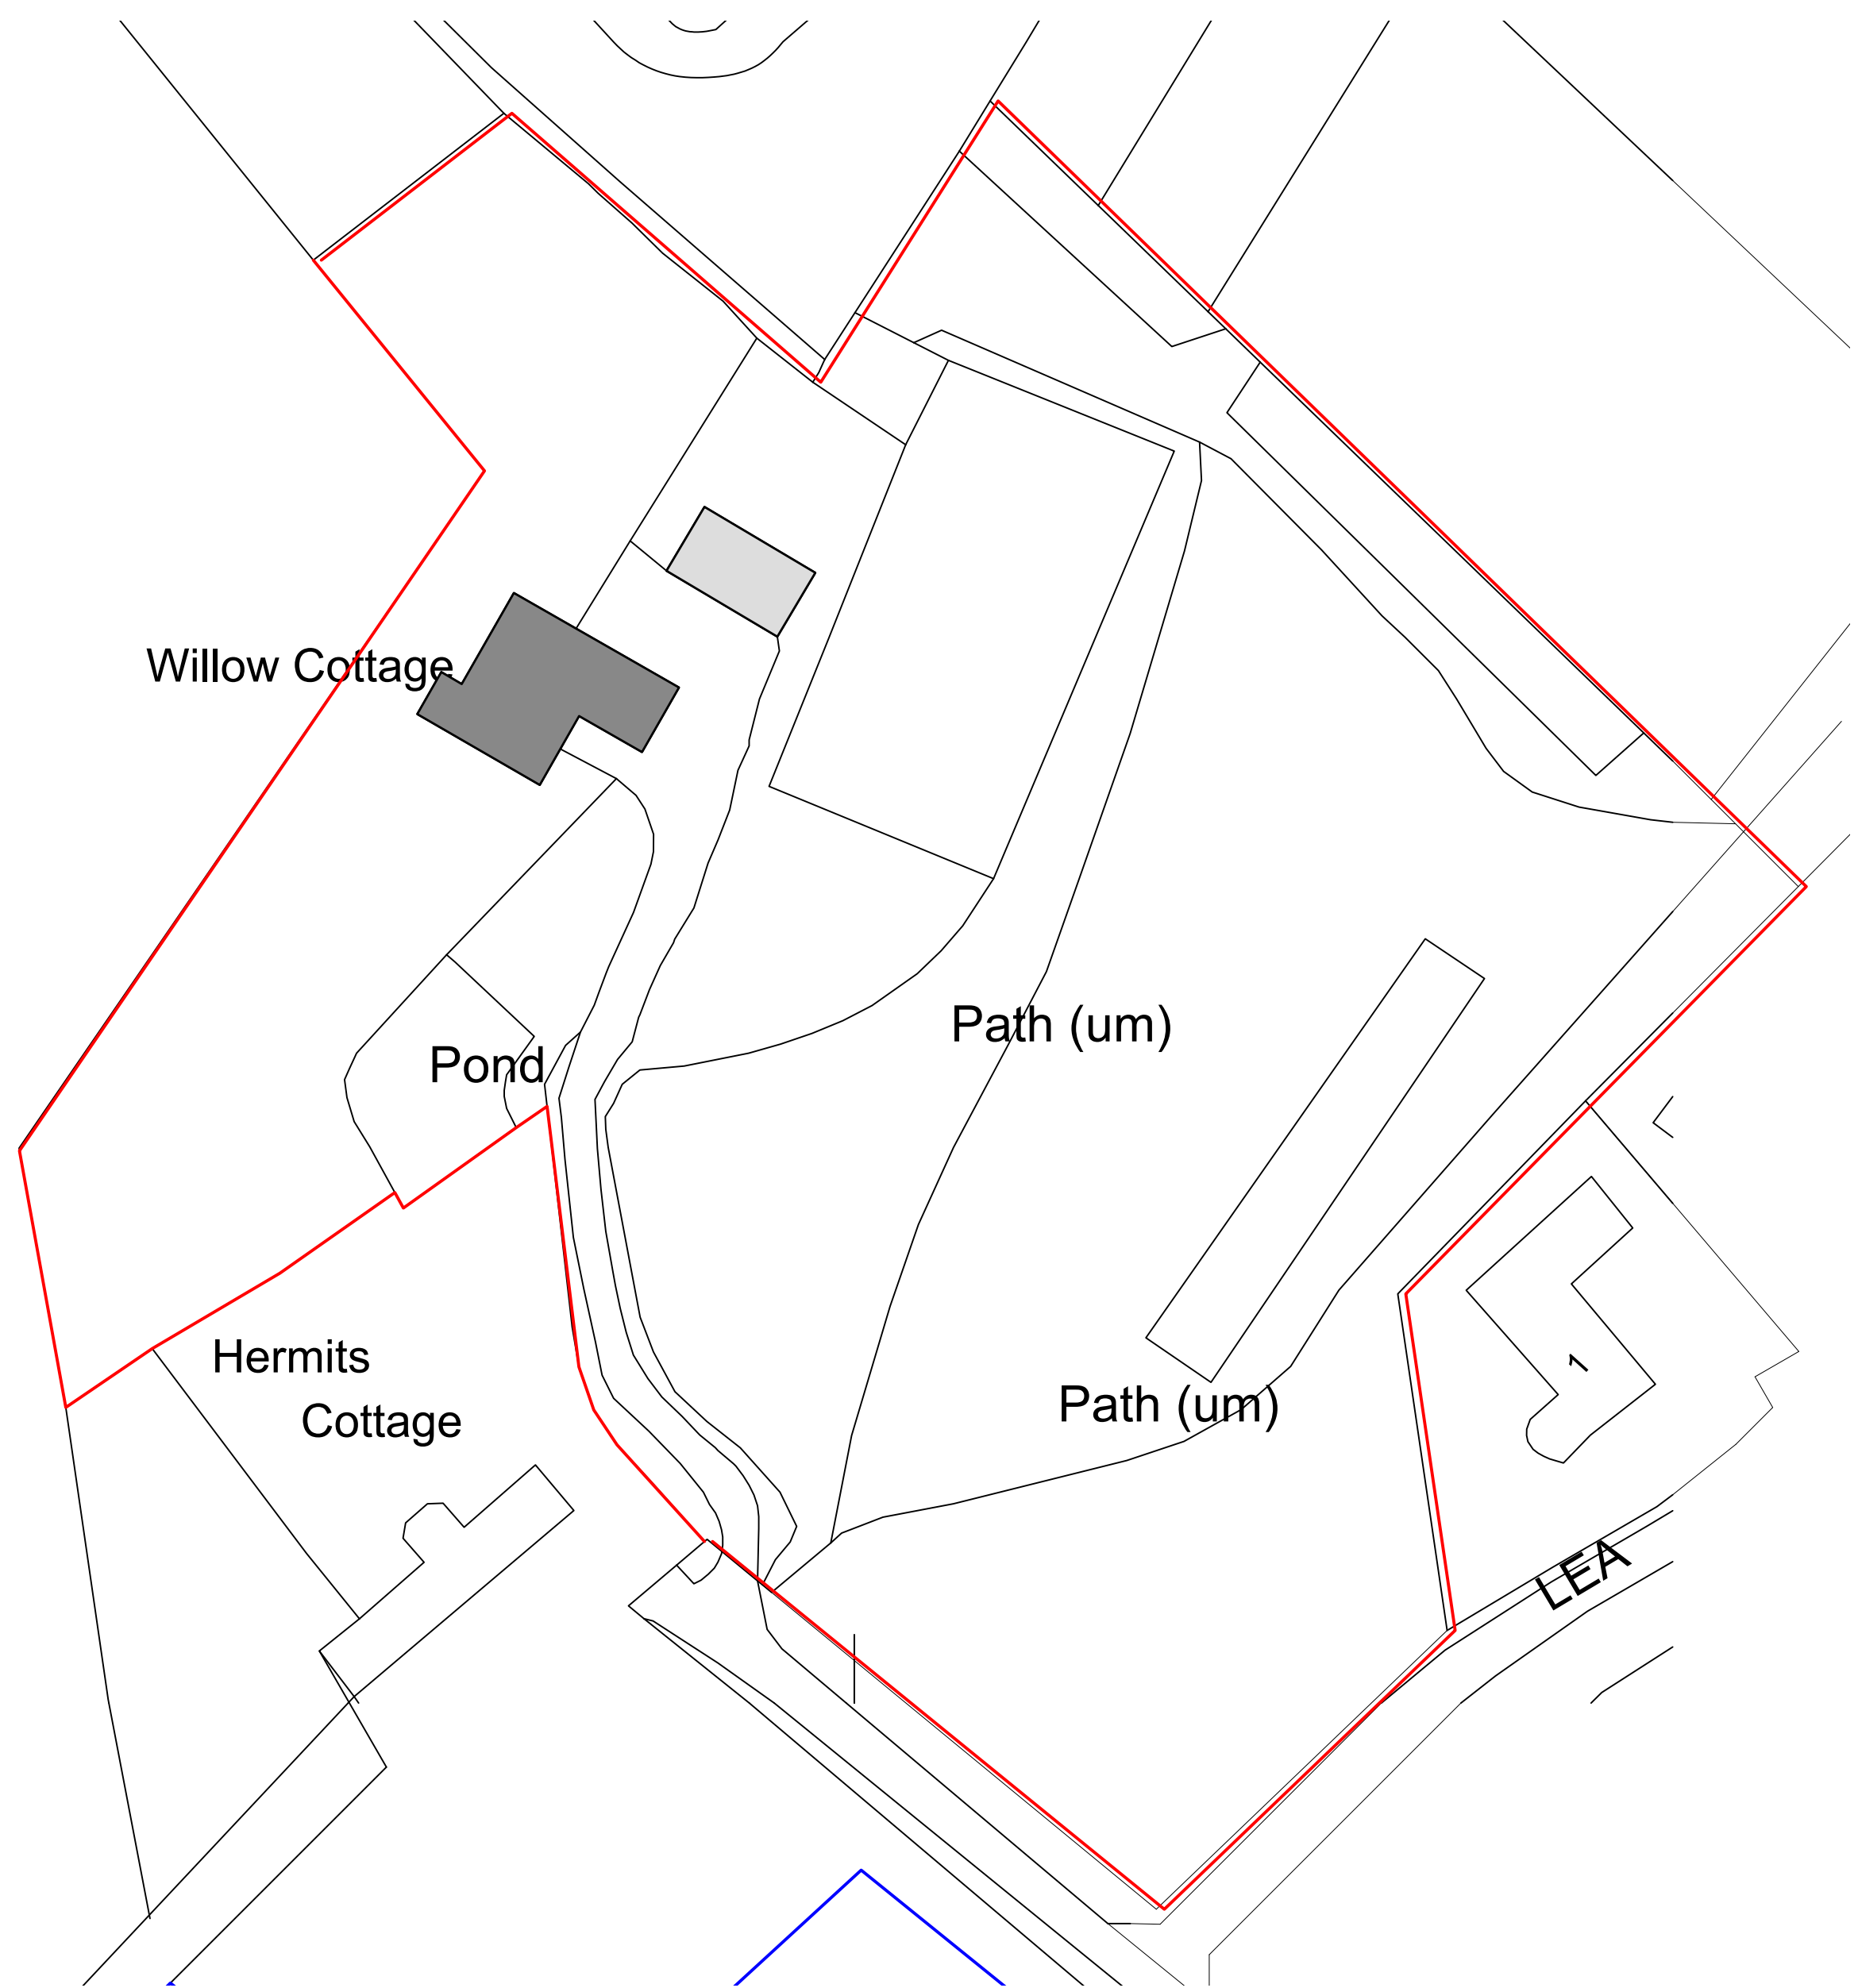 Willow Cottage
Path (um)
Pond
Hermits
Cottage
1
Path (um)
LEA